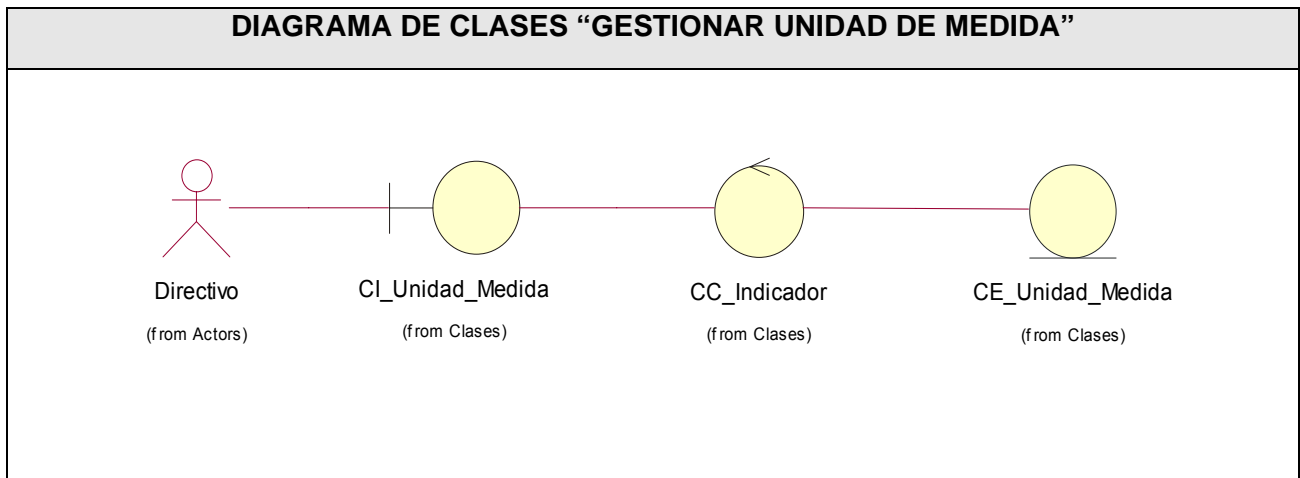 DIAGRAMA DE CLASES “GESTIONAR UNIDAD DE MEDIDA”
Directivo
(from Actors)
CI_Unidad_Medida
(from Clases)
CC_Indicador
(from Clases)
CE_Unidad_Medida
(from Clases)